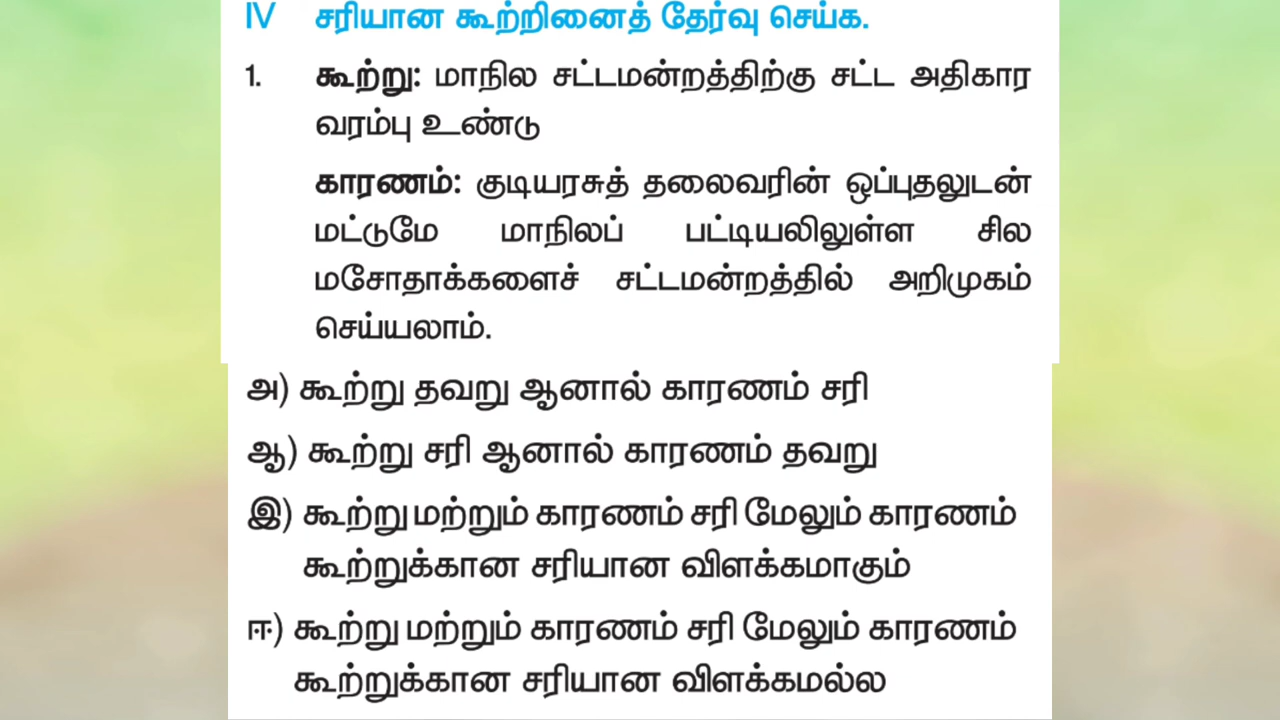 IV சரியான கூற்றினைத் தேர்வு செய்க.
1. கூற்று: மாநில சட்டமன்றத்திற்கு சட்ட அதிகார
வரம்பு உண்டு
காரணம்: குடியரசுத் தலைவரின் ஒப்புதலுடன்
மட்டுமே மாநிலப் பட்டியலிலுள்ள சில
மசோதாக்களைச் சட்டமன்றத்தில் அறிமுகம்
செய்யலாம்.
அ) கூற்று தவறு ஆனால் காரணம் சரி
ஆ) கூற்று சரி ஆனால் காரணம் தவறு
இ) கூற்று மற்றும் காரணம் சரி மேலும் காரணம்
கூற்றுக்கான சரியான விளக்கமாகும்
ஈ) கூற்று மற்றும் காரணம் சரி மேலும் காரணம்
கூற்றுக்கான சரியான விளக்கமல்ல